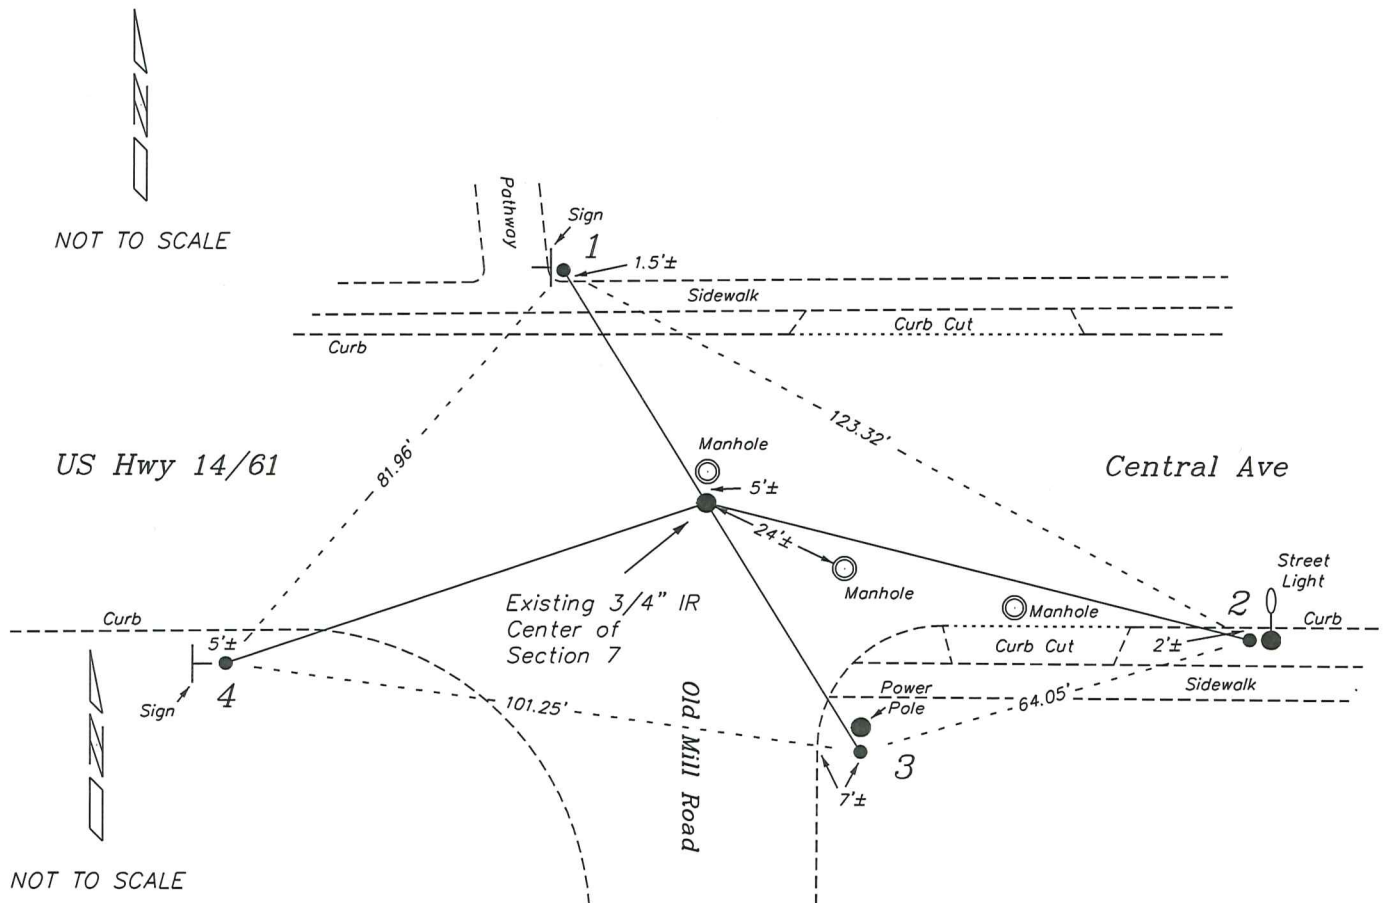 N
NOT TO SCALE
Pathway
Sign
1
1.5'±
Sidewalk
Curb Cut
Curb
81.96'
123.32'
US Hwy 14/61
Central Ave
Manhole
5'±
24'±
Manhole
Manhole
Existing 3/4" IR
Center of
Section 7
Street
Light
2
Curb
2'±
Curb Cut
Sidewalk
Curb
5'±
4
Sign
101.25'
Old Mill Road
Power
Pole
64.05'
3
7'±
N
NOT TO SCALE